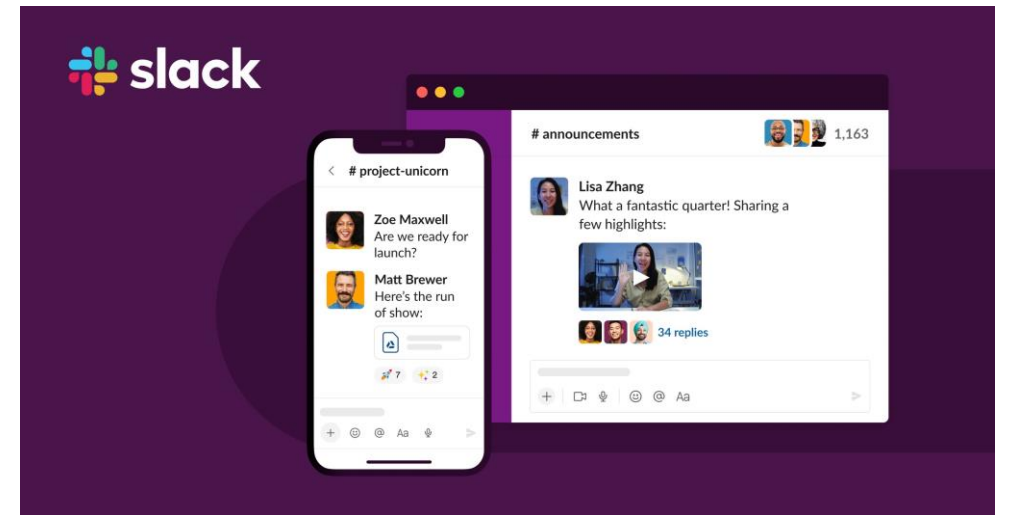 slack
# project-unicorn
Zoe Maxwell
Are we ready for
launch?
Matt Brewer
Here's the run
of show:
7 2
@ Aa
# announcements 1,163
Lisa Zhang
What a fantastic quarter! Sharing a
few highlights:
34 replies
@ Aa